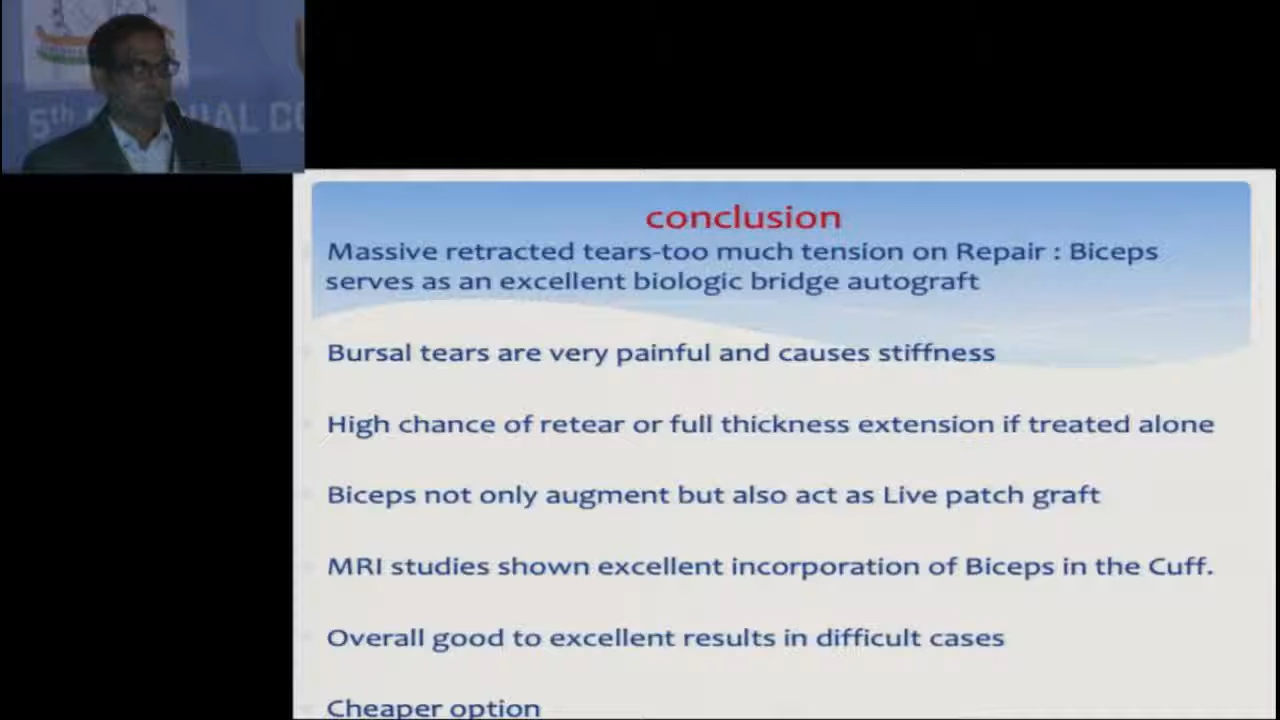 5th
conclusion
Massive retracted tears-too much tension on Repair : Biceps
serves as an excellent biologic bridge autograft
Bursal tears are very painful and causes stiffness
High chance of retear or full thickness extension if treated alone
Biceps not only augment but also act as Live patch graft
MRI studies shown excellent incorporation of Biceps in the Cuff.
Overall good to excellent results in difficult cases
Cheaper option